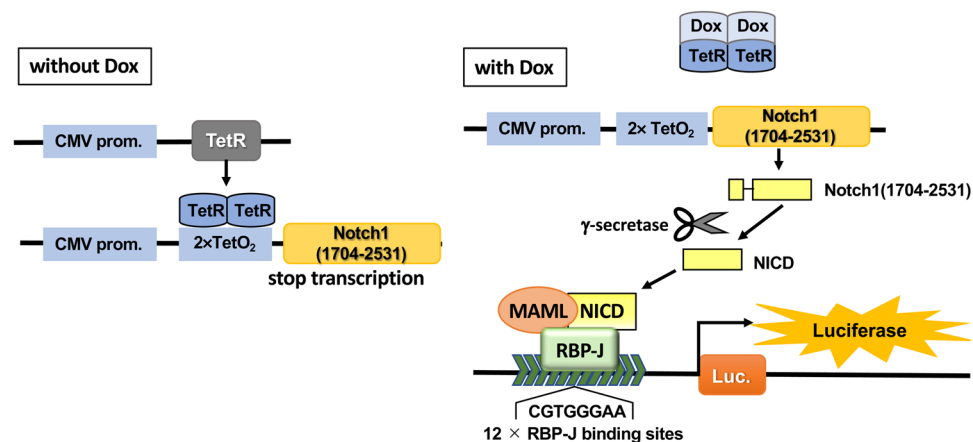 without Dox
CMV prom.
TetR
TetR TetR
CMV prom.
2×TetO₂
Notch1
(1704-2531)
stop transcription
Dox Dox
TetR TetR
with Dox
CMV prom.
2× TetO₂
Notch1
(1704-2531)
Notch1(1704-2531)
γ-secretase
NICD
MAML NICD
RBP-J
Luciferase
Luc.
CGTGGGAA
12 × RBP-J binding sites